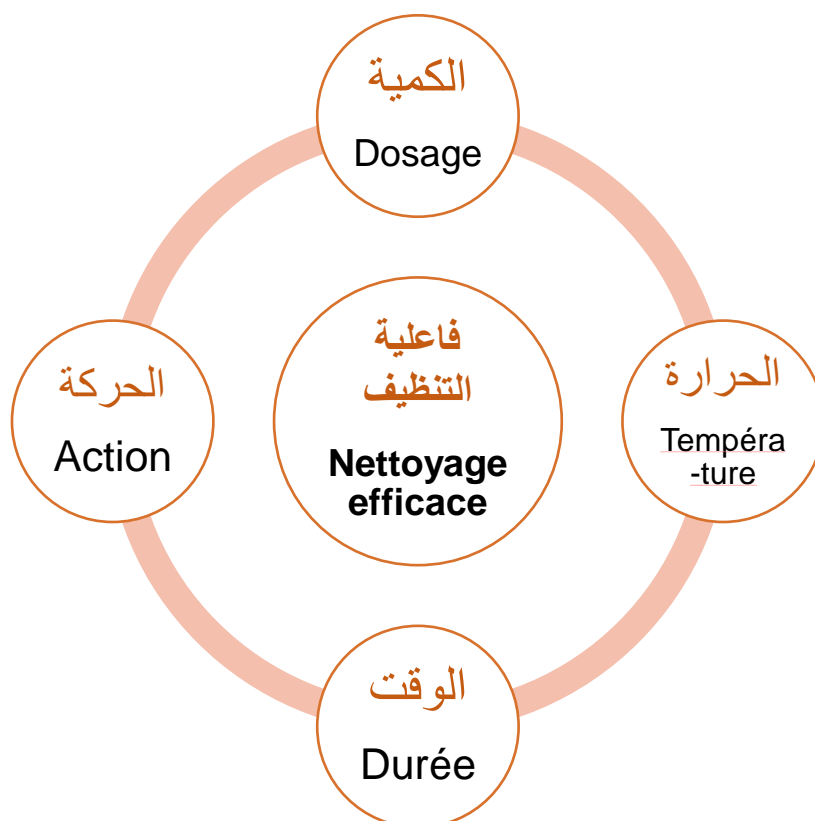 الكمية
Dosage
الحركة
Action
فاعلية
التنظيف
Nettoyage
efficace
الحرارة
Tempéra
-ture
الوقت
Durée